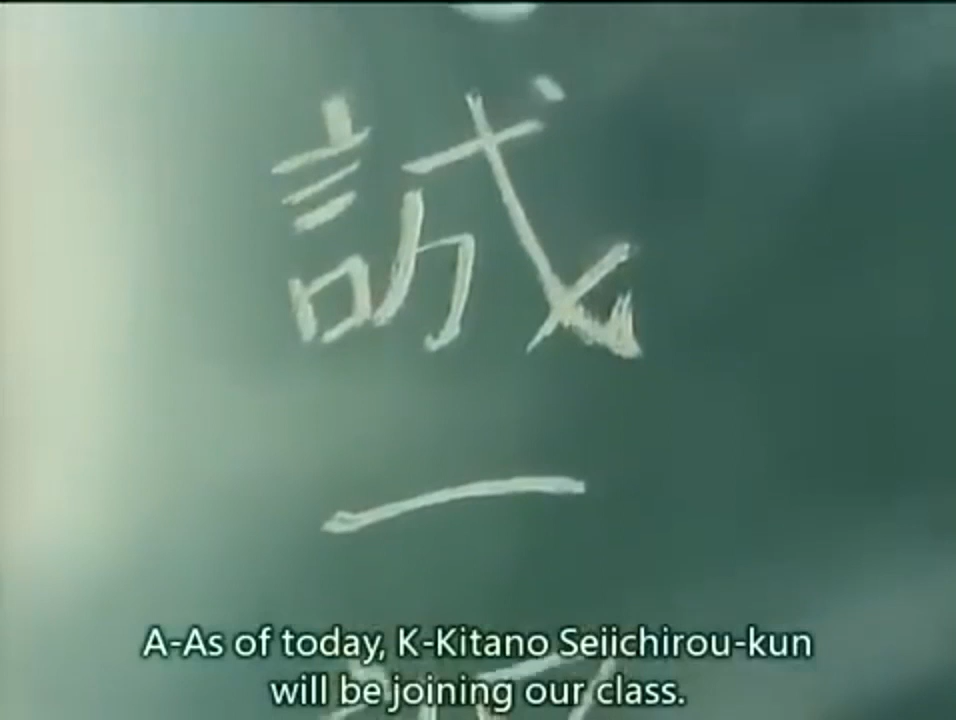 誠
一
A-As of today, K-Kitano Seiichirou-kun
will be joining our class.